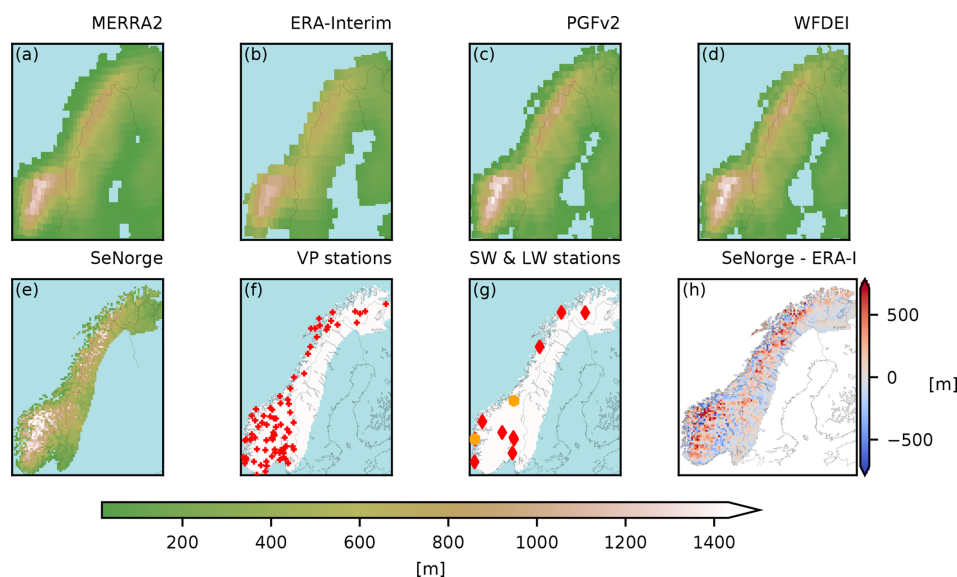 MERRA2 ERA-Interim PGFv2 WFDEI
(a) (b) (c) (d)
SeNorge VP stations SW & LW stations SeNorge - ERA-I
(e) (f) (g) (h)
500
0
[m]
−500
200 400 600 800 1000 1200 1400
[m]